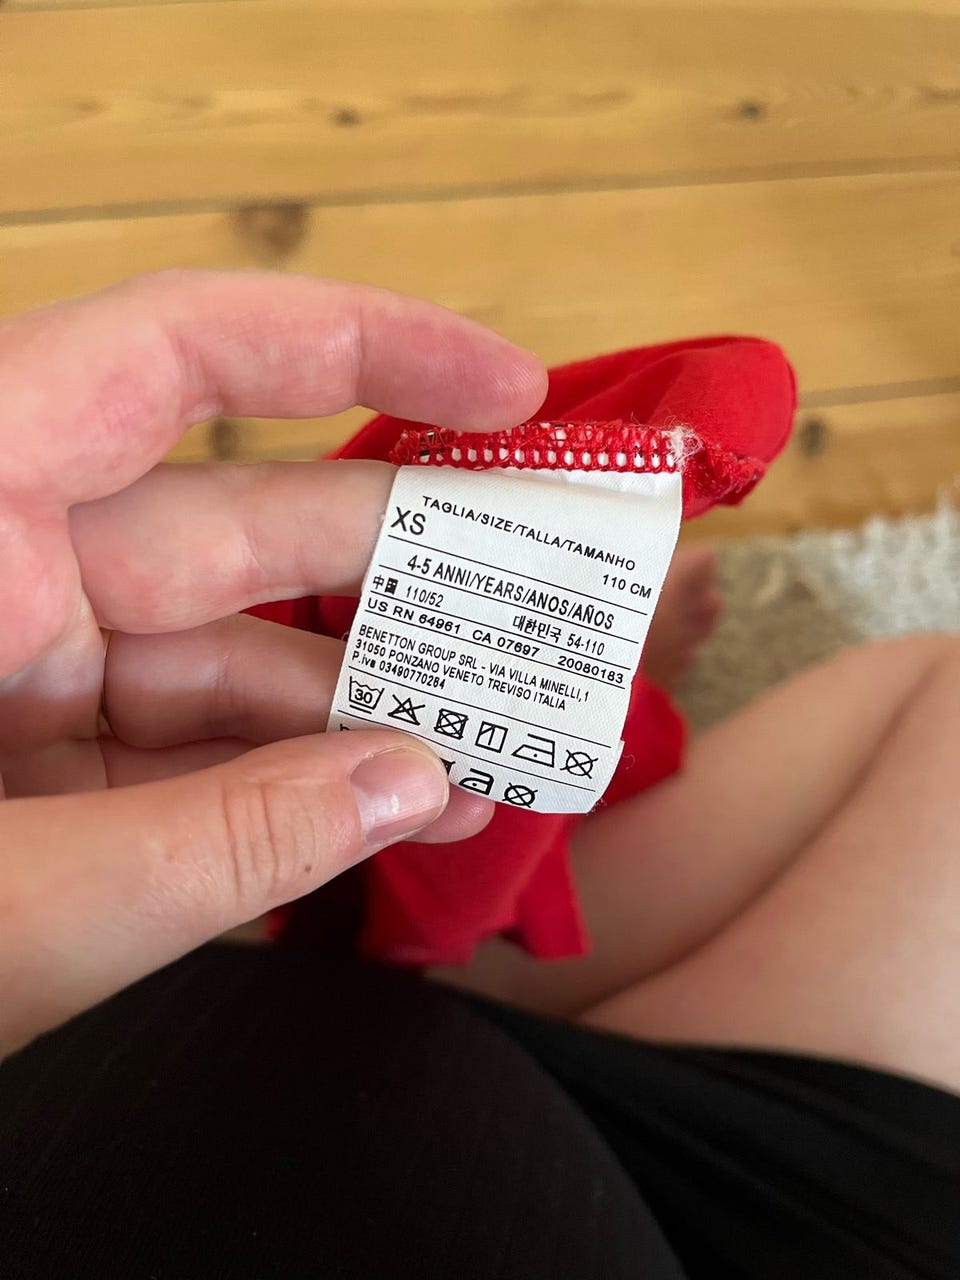 TAGLIA/SIZE/TALLA/TAMANHO
XS 110 CM
4-5 ANNI/YEARS/ANOS/AÑOS
中国 110/52 대한민국 54-110
US RN 64961 CA 07697 20080183
BENETTON GROUP SRL - VIA VILLA MINELLI,1
31050 PONZANO VENETO TREVISO ITALIA
P.iva 03490770264
30